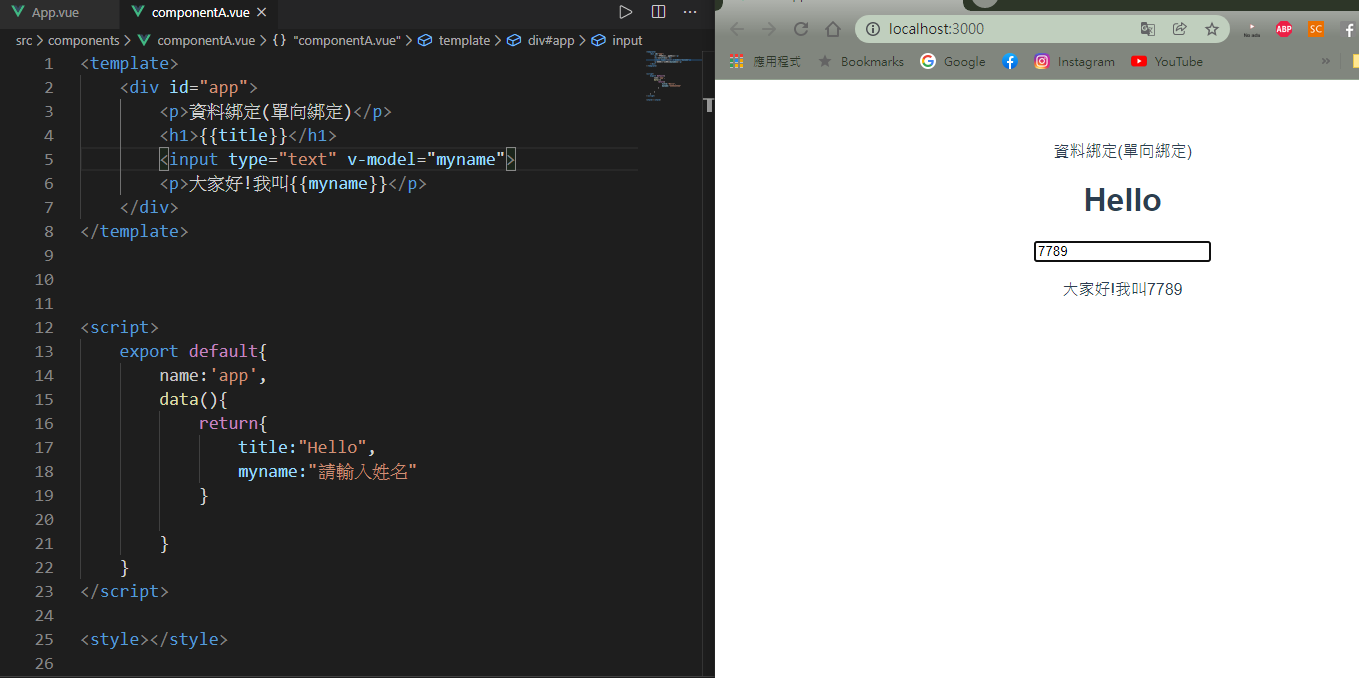 App.vue
componentA.vue
src > components > componentA.vue > {} "componentA.vue" > template > div#app > input
1 <template>
2 <div id="app">
3 <p>資料綁定(單向綁定)</p>
4 <h1>{{title}}</h1>
5 <input type="text" v-model="myname">
6 <p>大家好!我叫{{myname}}</p>
7 </div>
8 </template>
9
10
11
12 <script>
13 export default{
14 name:'app',
15 data(){
16 return{
17 title:"Hello",
18 myname:"請輸入姓名"
19 }
20
21 }
22 }
23 </script>
24
25 <style></style>
26
localhost:3000
ABP
SC
應用程式
Bookmarks
Google
Instagram
YouTube
資料綁定(單向綁定)
Hello
7789
大家好!我叫7789